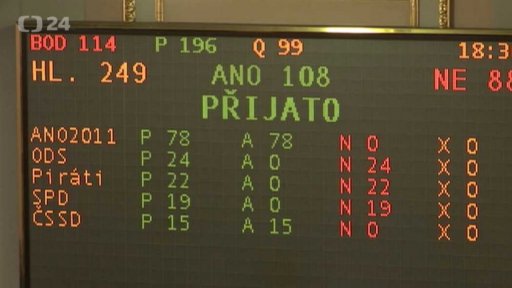 ČT 24
BOD 114 P 196 Q 99 18:3
HL. 249 ANO 108 NE 88
PŘIJATO
ANO2011 P 78 A 78 N 0 X 0
ODS P 24 A 0 N 24 X 0
Piráti P 22 A 0 N 22 X 0
SPD P 19 A 0 N 19 X 0
ČSSD P 15 A 15 N 0 X 0